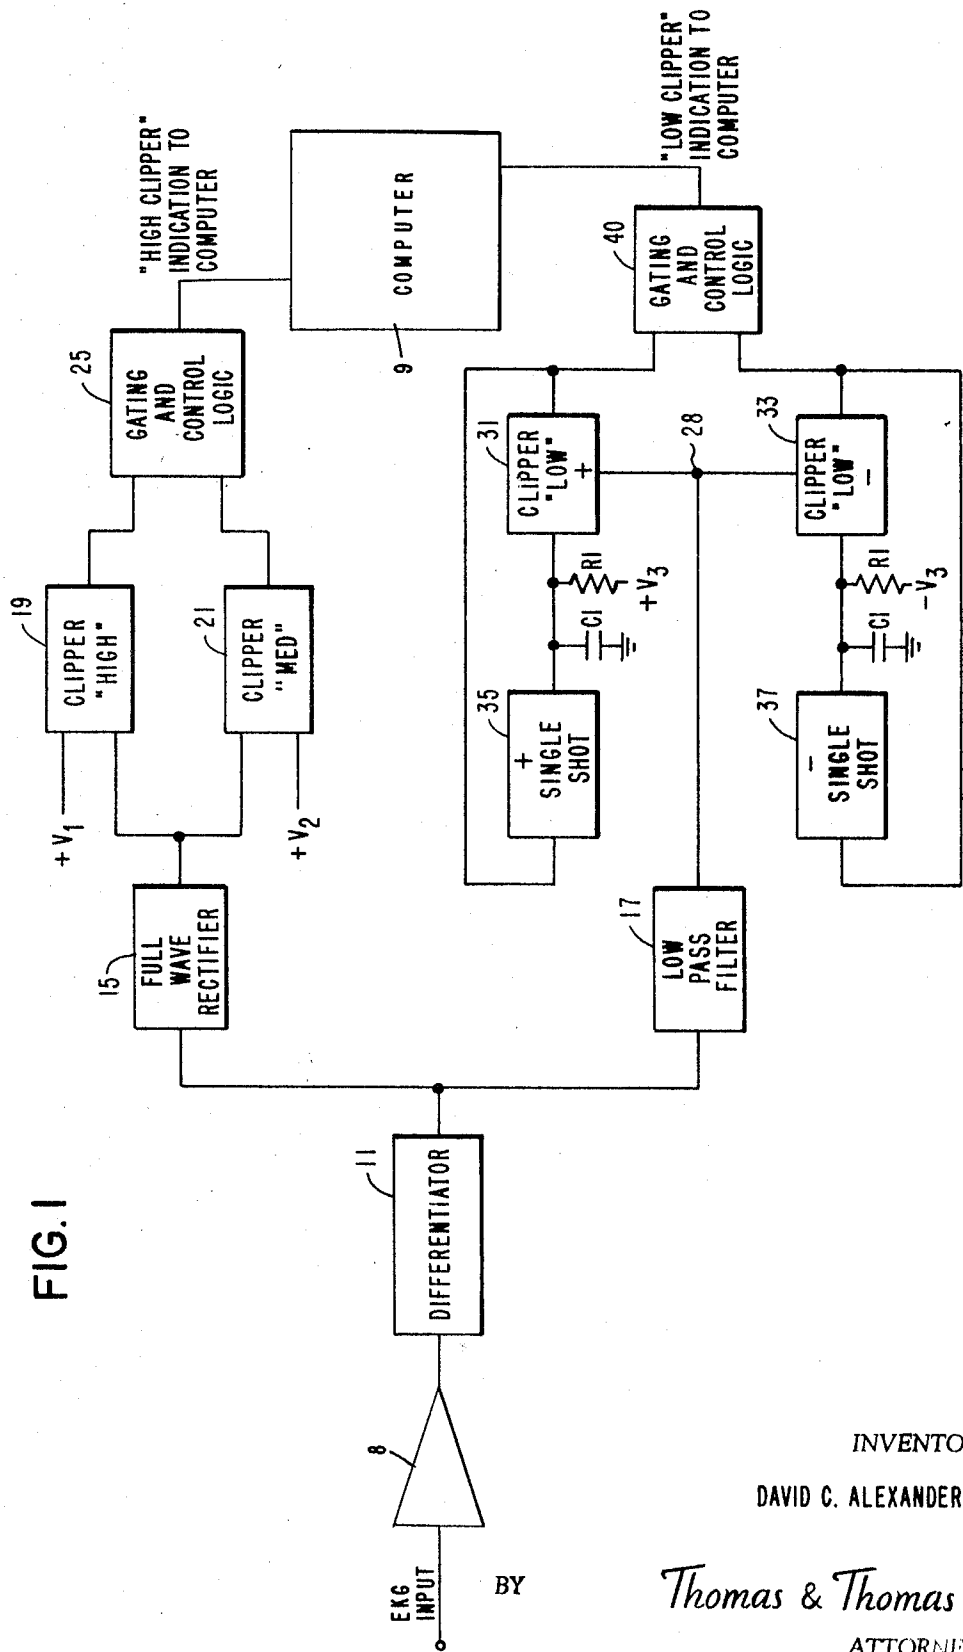 FIG. 1
EKG
INPUT
8
11
DIFFERENTIATOR
15
FULL
WAVE
RECTIFIER
+V1
+V2
19
CLIPPER
"HIGH"
21
CLIPPER
"MED"
25
GATING
AND
CONTROL
LOGIC
"HIGH CLIPPER"
INDICATION TO
COMPUTER
9
COMPUTER
17
LOW
PASS
FILTER
28
35
+
SINGLE
SHOT
C1
R1
+V3
31
CLIPPER
"LOW"
+
37
-
SINGLE
SHOT
C1
R1
-V3
33
CLIPPER
"LOW"
-
40
GATING
AND
CONTROL
LOGIC
"LOW CLIPPER"
INDICATION TO
COMPUTER
INVENTO
DAVID C. ALEXANDER
BY
Thomas & Thomas
ATTORNE